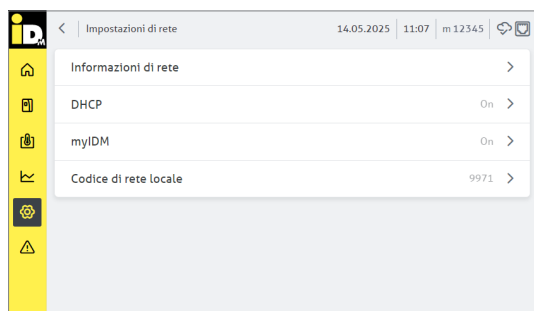 iDM
Impostazioni di rete 14.05.2025 11:07 m 12345
Informazioni di rete
DHCP On
myIDM On
Codice di rete locale 9971